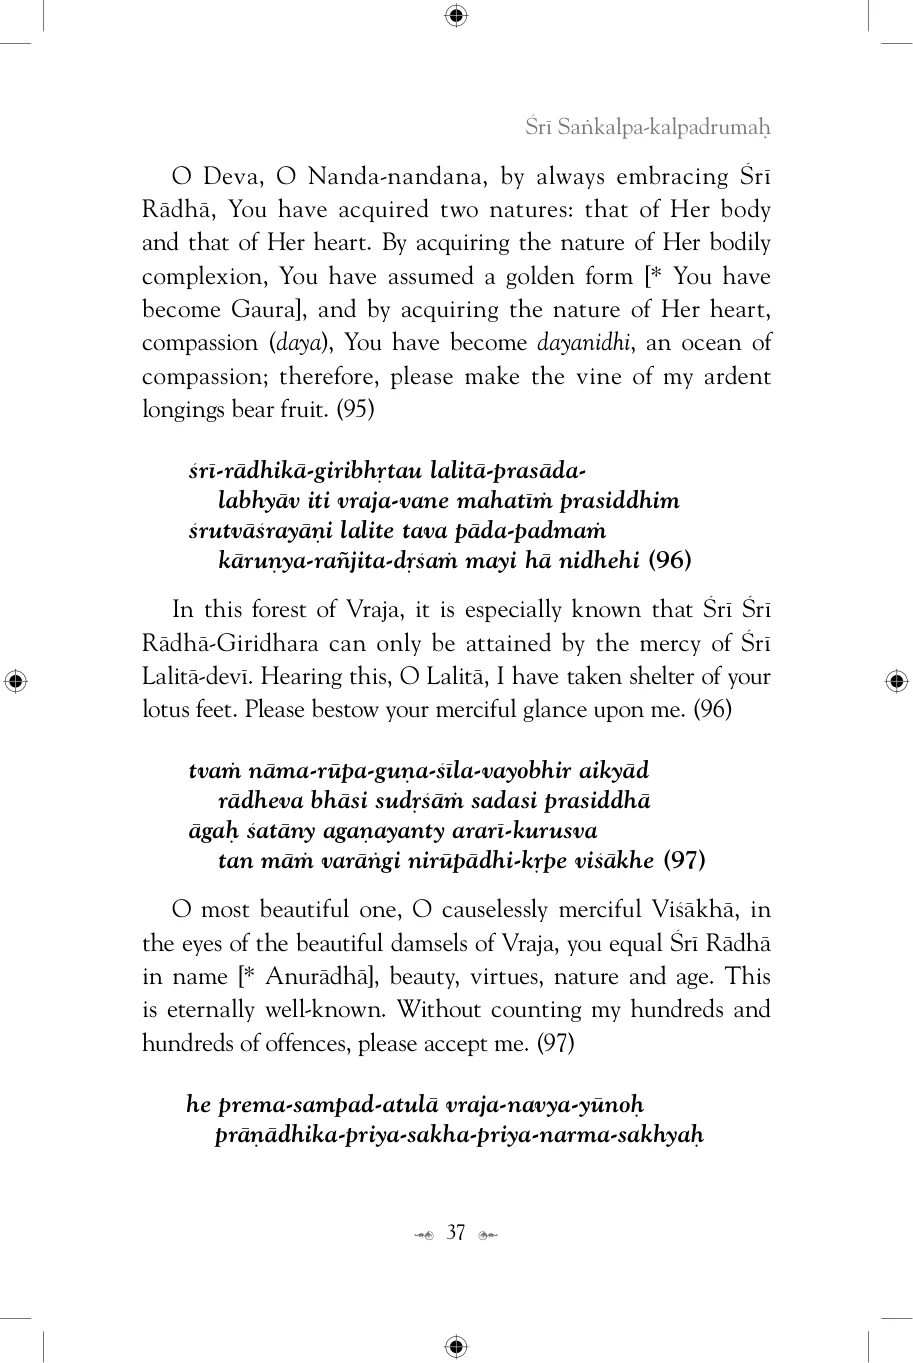 Śrī Saṅkalpa-kalpadrumaḥ
O Deva, O Nanda-nandana, by always embracing Śrī
Rādhā, You have acquired two natures: that of Her body
and that of Her heart. By acquiring the nature of Her bodily
complexion, You have assumed a golden form [* You have
become Gaura], and by acquiring the nature of Her heart,
compassion (daya), You have become dayanidhi, an ocean of
compassion; therefore, please make the vine of my ardent
longings bear fruit. (95)
śrī-rādhikā-giribhṛtau lalitā-prasāda-
labhyāv iti vraja-vane mahatīṁ prasiddhim
śrutvāśrayāṇi lalite tava pāda-padmaṁ
kāruṇya-rañjita-dṛśaṁ mayi hā nidhehi (96)
In this forest of Vraja, it is especially known that Śrī Śrī
Rādhā-Giridhara can only be attained by the mercy of Śrī
Lalitā-devī. Hearing this, O Lalitā, I have taken shelter of your
lotus feet. Please bestow your merciful glance upon me. (96)
tvaṁ nāma-rūpa-guṇa-śīla-vayobhir aikyād
rādheva bhāsi sudṛśāṁ sadasi prasiddhā
āgaḥ śatāny agaṇayanty ararī-kurusva
tan māṁ varāṅgi nirūpādhi-kṛpe viśākhe (97)
O most beautiful one, O causelessly merciful Viśākhā, in
the eyes of the beautiful damsels of Vraja, you equal Śrī Rādhā
in name [* Anurādhā], beauty, virtues, nature and age. This
is eternally well-known. Without counting my hundreds and
hundreds of offences, please accept me. (97)
he prema-sampad-atulā vraja-navya-yūnoḥ
prāṇādhika-priya-sakha-priya-narma-sakhyaḥ
37